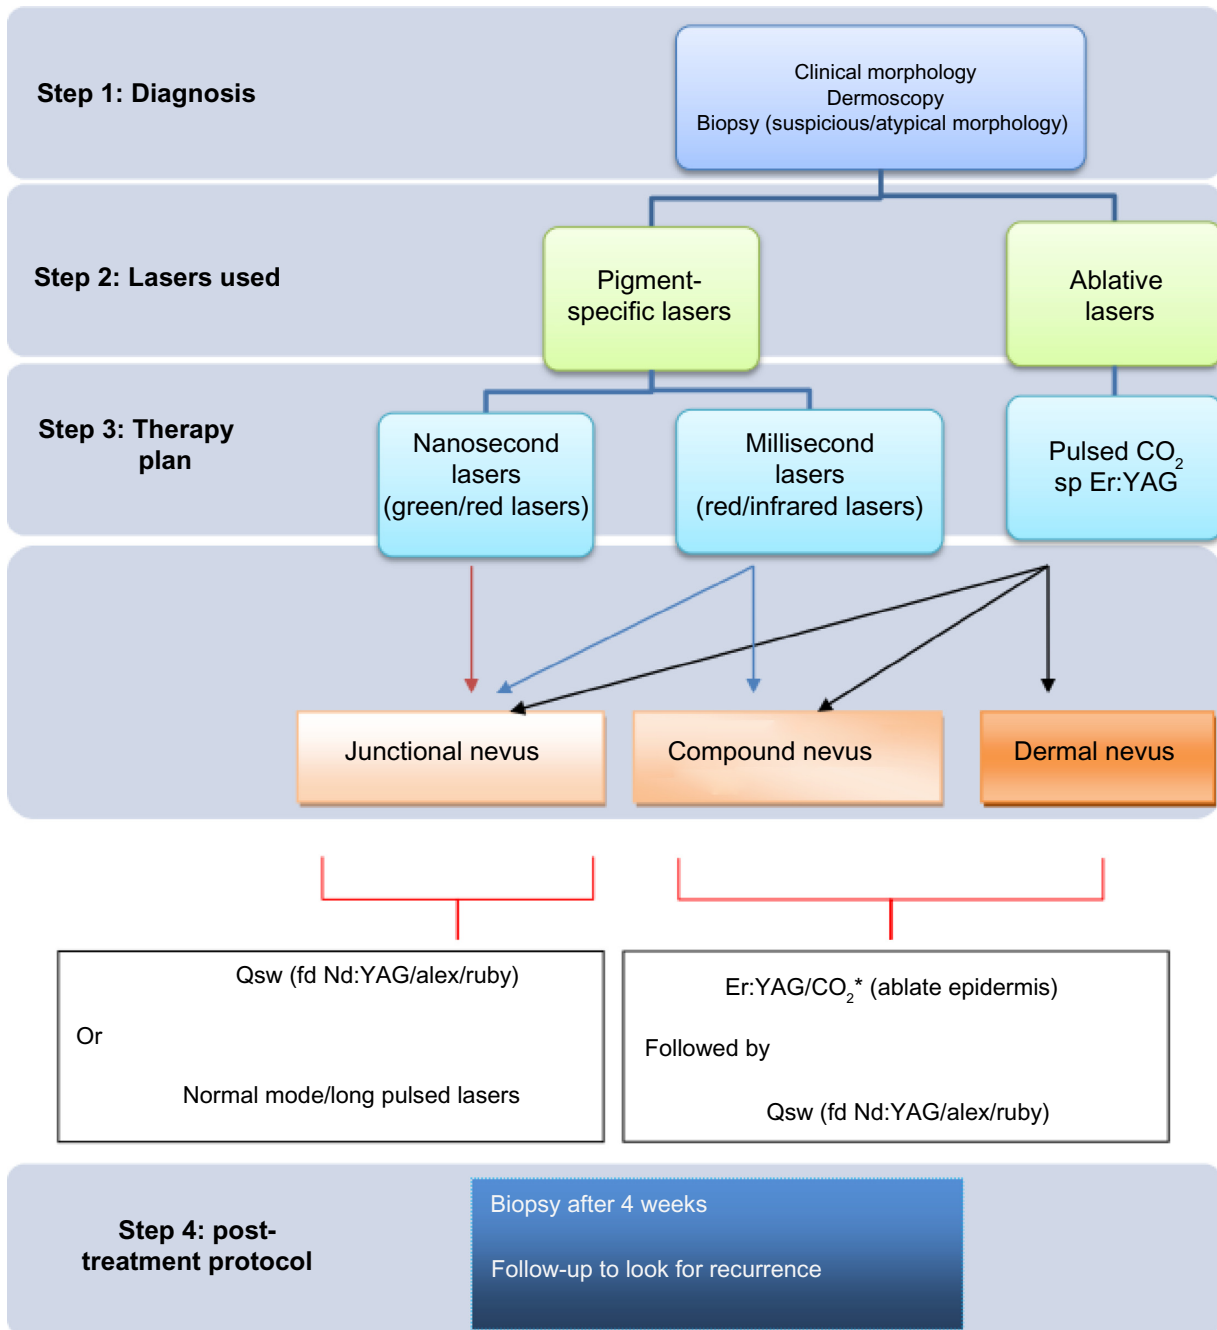 Step 1: Diagnosis
Clinical morphology
Dermoscopy
Biopsy (suspicious/atypical morphology)
Step 2: Lasers used
Pigment-
specific lasers
Ablative
lasers
Step 3: Therapy
plan
Nanosecond
lasers
(green/red lasers)
Millisecond
lasers
(red/infrared lasers)
Pulsed CO₂
sp Er:YAG
Junctional nevus
Compound nevus
Dermal nevus
Qsw (fd Nd:YAG/alex/ruby)
Or
Normal mode/long pulsed lasers
Er:YAG/CO₂* (ablate epidermis)
Followed by
Qsw (fd Nd:YAG/alex/ruby)
Step 4: post-
treatment protocol
Biopsy after 4 weeks
Follow-up to look for recurrence